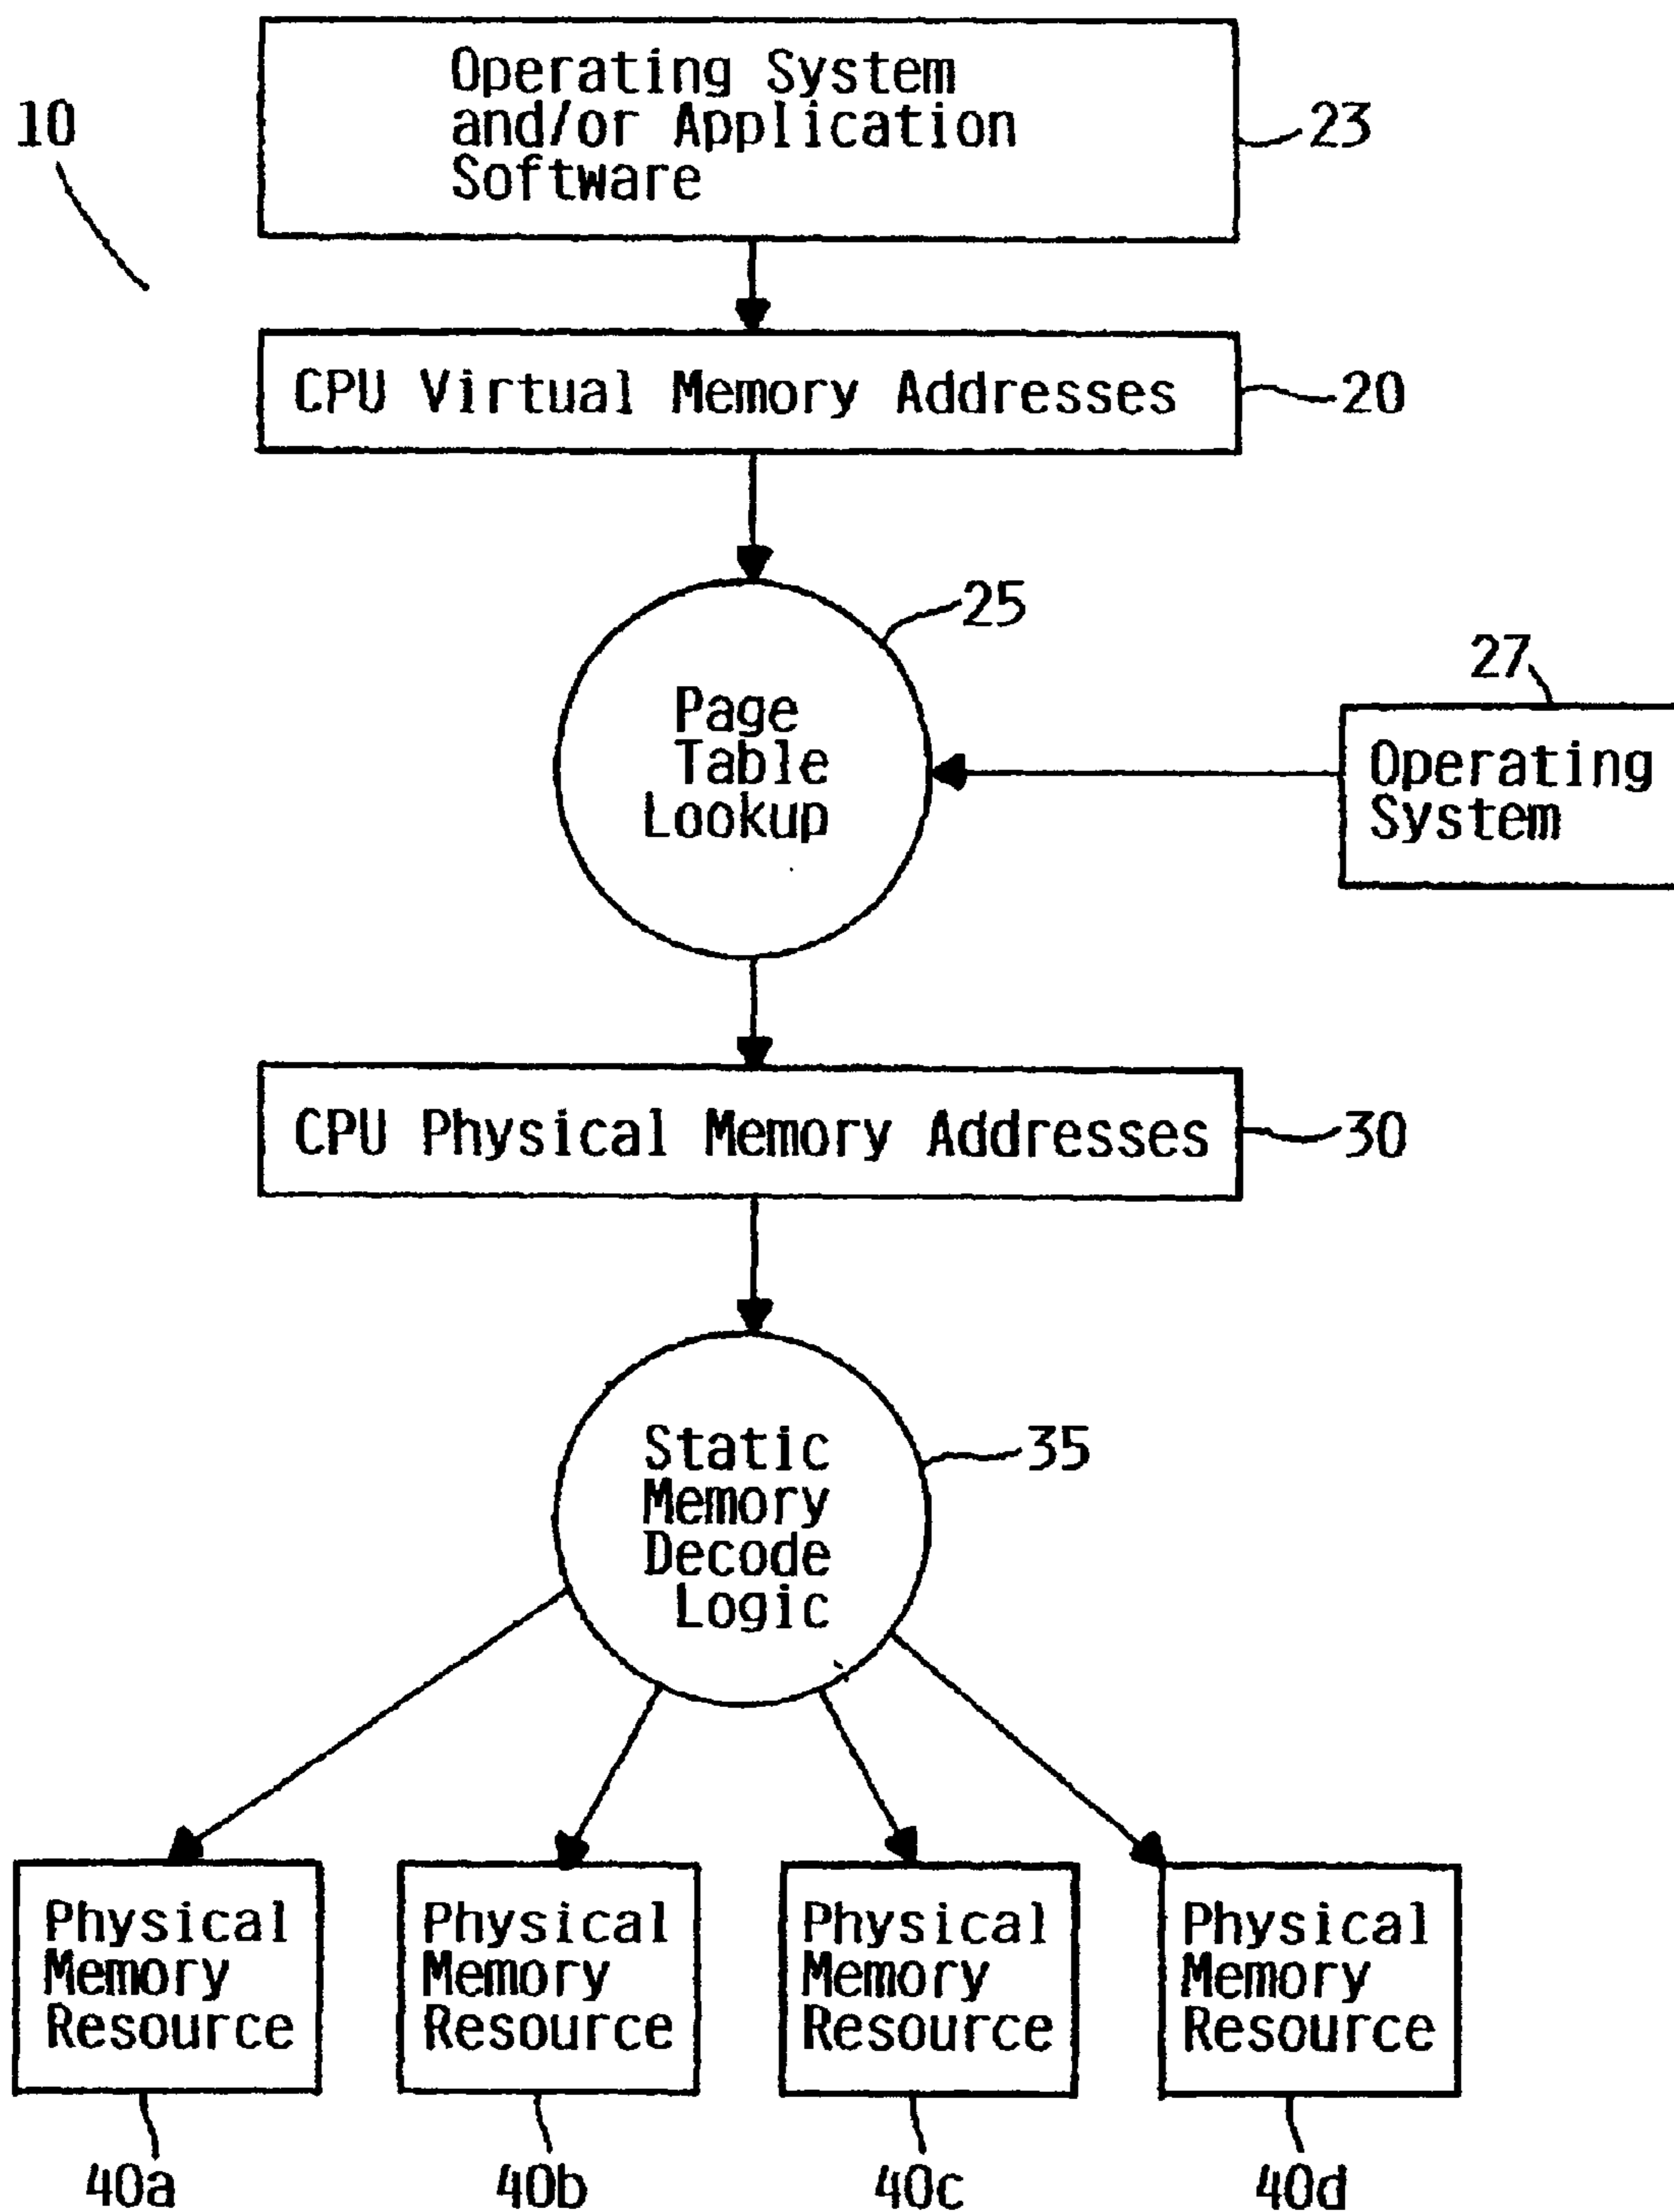 Operating System
and/or Application
Software
10
23
CPU Virtual Memory Addresses
20
25
Page
Table
Lookup
27
Operating
System
CPU Physical Memory Addresses
30
Static
Memory
Decode
Logic
35
Physical
Memory
Resource
Physical
Memory
Resource
Physical
Memory
Resource
Physical
Memory
Resource
40a
40b
40c
40d